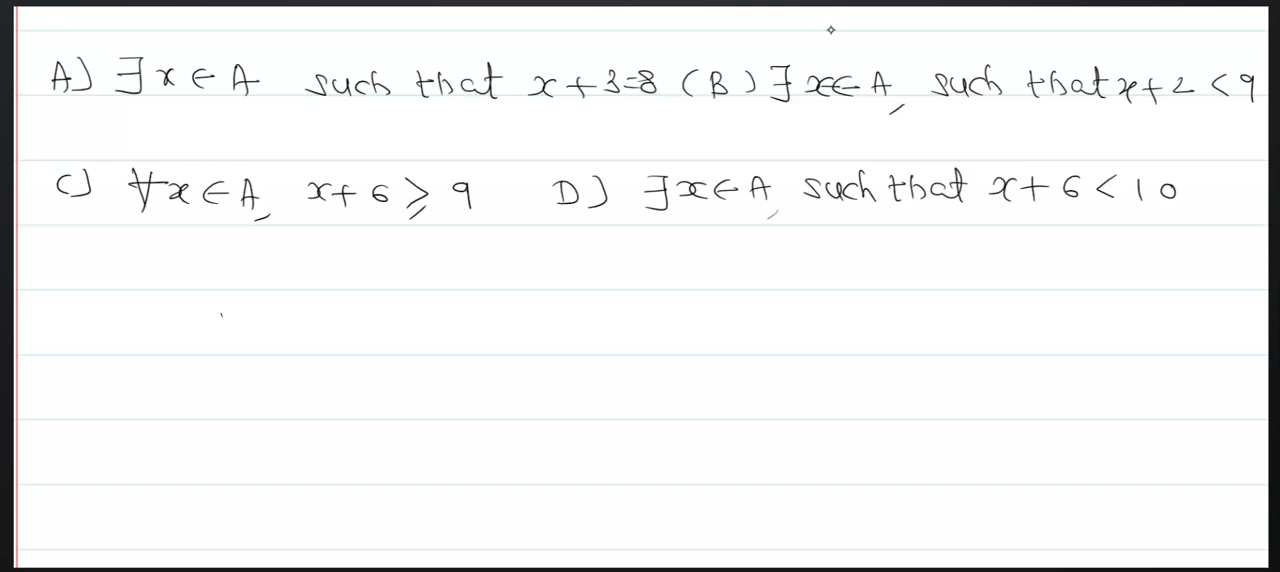 A) ∃x∈A such that x+3=8 (B) ∃x∈A, such that x+2<9
C) ∀x∈A, x+6≥9 D) ∃x∈A, such that x+6<10